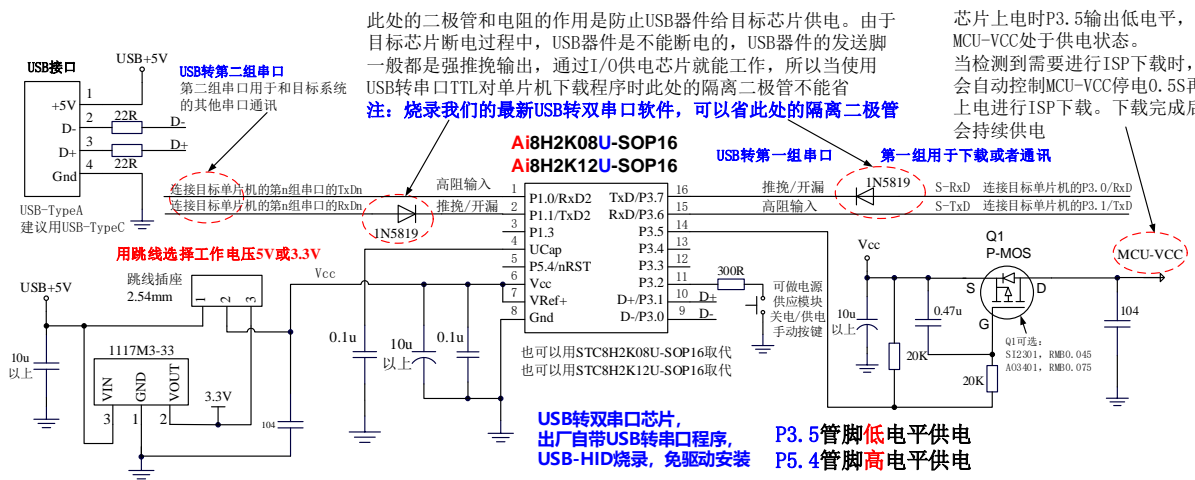 此处的二极管和电阻的作用是防止USB器件给目标芯片供电。由于
目标芯片断电过程中，USB器件是不能断电的，USB器件的发送脚
一般都是强推挽输出，通过I/O供电芯片就能工作，所以当使用
USB转串口TTL对单片机下载程序时此处的隔离二极管不能省
注：烧录我们的最新USB转双串口软件，可以省此处的隔离二极管
芯片上电时P3.5输出低电平，
MCU-VCC处于供电状态。
当检测到需要进行ISP下载时，
会自动控制MCU-VCC停电0.5S再
上电进行ISP下载。下载完成后
会持续供电
USB接口
USB+5V
+5V
D-
D+
Gnd
1
2
3
4
22R
22R
D-
D+
USB-TypeA
建议用USB-TypeC
USB转第二组串口
第二组串口用于和目标系统
的其他串口通讯
连接目标单片机的第n组串口的TxDn
连接目标单片机的第n组串口的RxDn
高阻输入
推挽/开漏
1N5819
Ai8H2K08U-SOP16
Ai8H2K12U-SOP16
1 P1.0/RxD2
2 P1.1/TxD2
3 P1.3
4 UCap
5 P5.4/nRST
6 Vcc
7 VRef+
8 Gnd
TxD/P3.7 16
RxD/P3.6 15
P3.5 14
P3.4 13
P3.3 12
P3.2 11
D+/P3.1 10 D+
D-/P3.0 9 D-
也可以用STC8H2K08U-SOP16取代
也可以用STC8H2K12U-SOP16取代
USB转第一组串口
第一组用于下载或者通讯
推挽/开漏
1N5819
S-RxD
连接目标单片机的P3.0/RxD
高阻输入
S-TxD
连接目标单片机的P3.1/TxD
300R
可做电源
供应模块
关电/供电
手动按键
Vcc
10u
以上
0.47u
20K
20K
Q1
P-MOS
S
D
G
Q1可选：
SI2301, RMB0.045
AO3401, RMB0.075
MCU-VCC
104
用跳线选择工作电压5V或3.3V
跳线插座
2.54mm
1 2 3
USB+5V
Vcc
10u
以上
1117M3-33
VIN
GND
VOUT
3
1
2
3.3V
104
0.1u
10u
以上
0.1u
USB转双串口芯片，
出厂自带USB转串口程序，
USB-HID烧录，免驱动安装
P3.5管脚低电平供电
P5.4管脚高电平供电